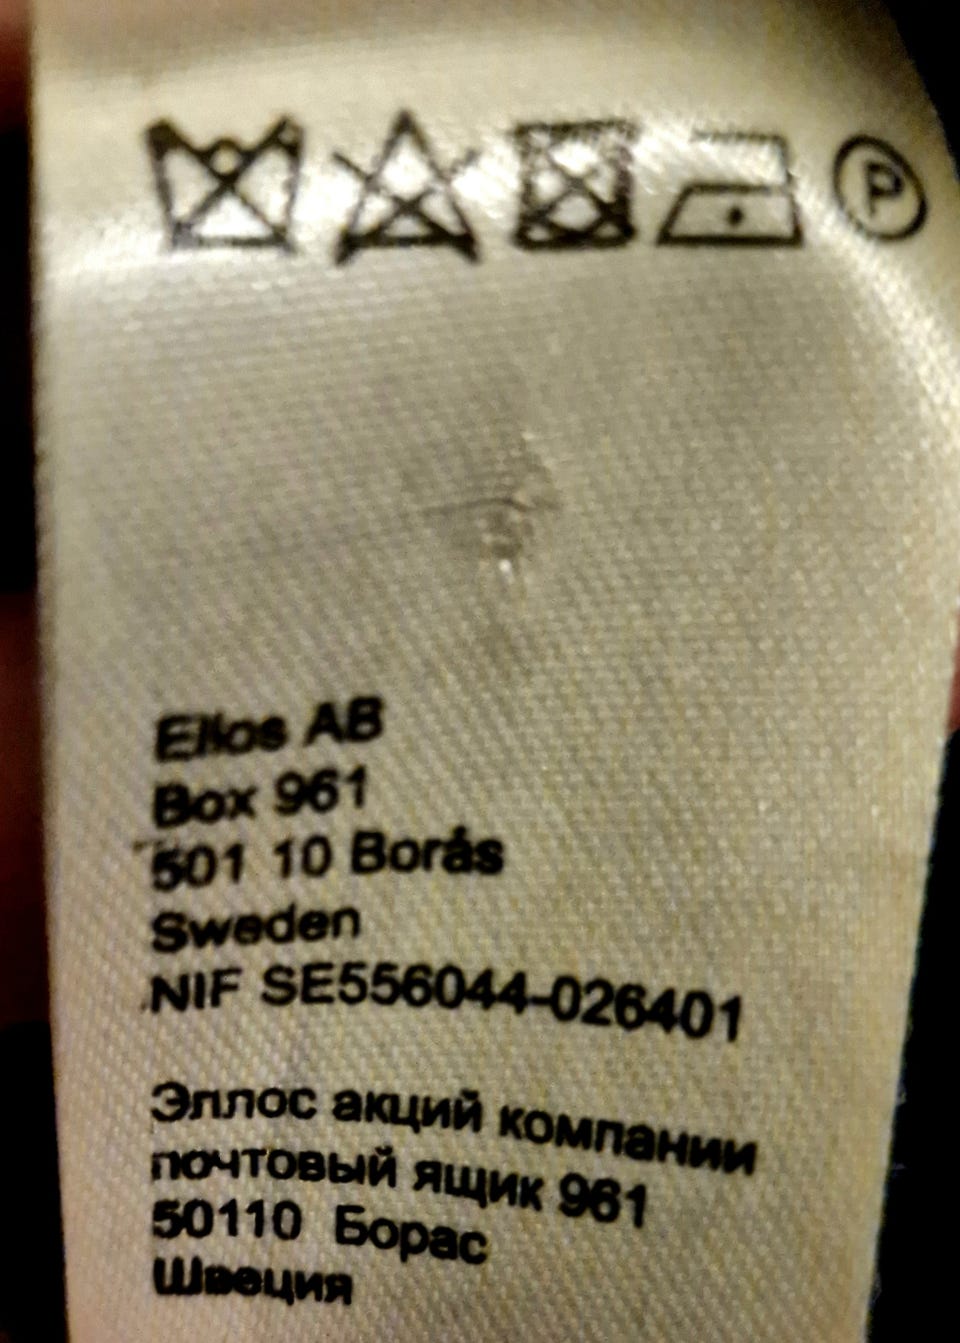 P
Ellos AB
Box 961
501 10 Borás
Sweden
NIF SE556044-026401
Эллос акций компании
почтовый ящик 961
50110 Борас
Швеция